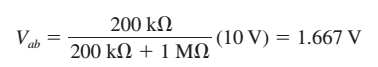 V_ab = 200 kΩ / (200 kΩ + 1 MΩ) (10 V) = 1.667 V